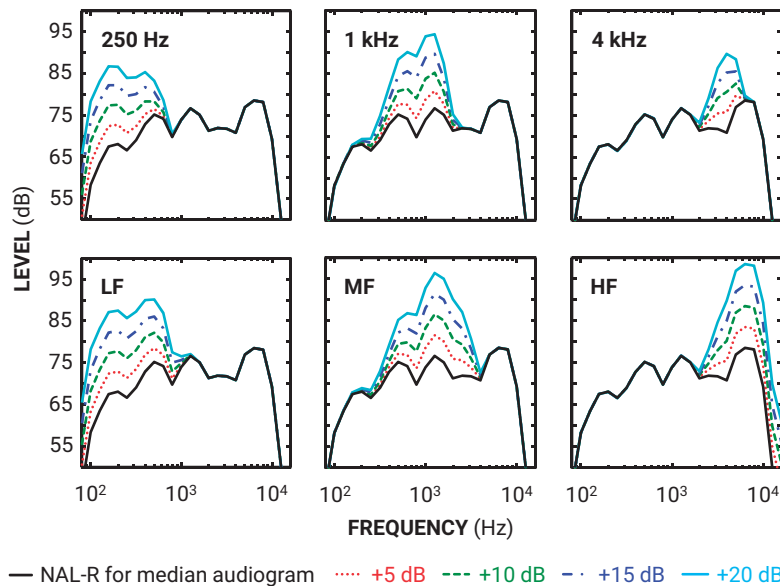 250 Hz
1 kHz
4 kHz
95
85
75
65
55
LEVEL (dB)
LF
MF
HF
95
85
75
65
55
10² 10³ 10⁴ 10² 10³ 10⁴ 10² 10³ 10⁴
FREQUENCY (Hz)
NAL-R for median audiogram +5 dB +10 dB +15 dB +20 dB